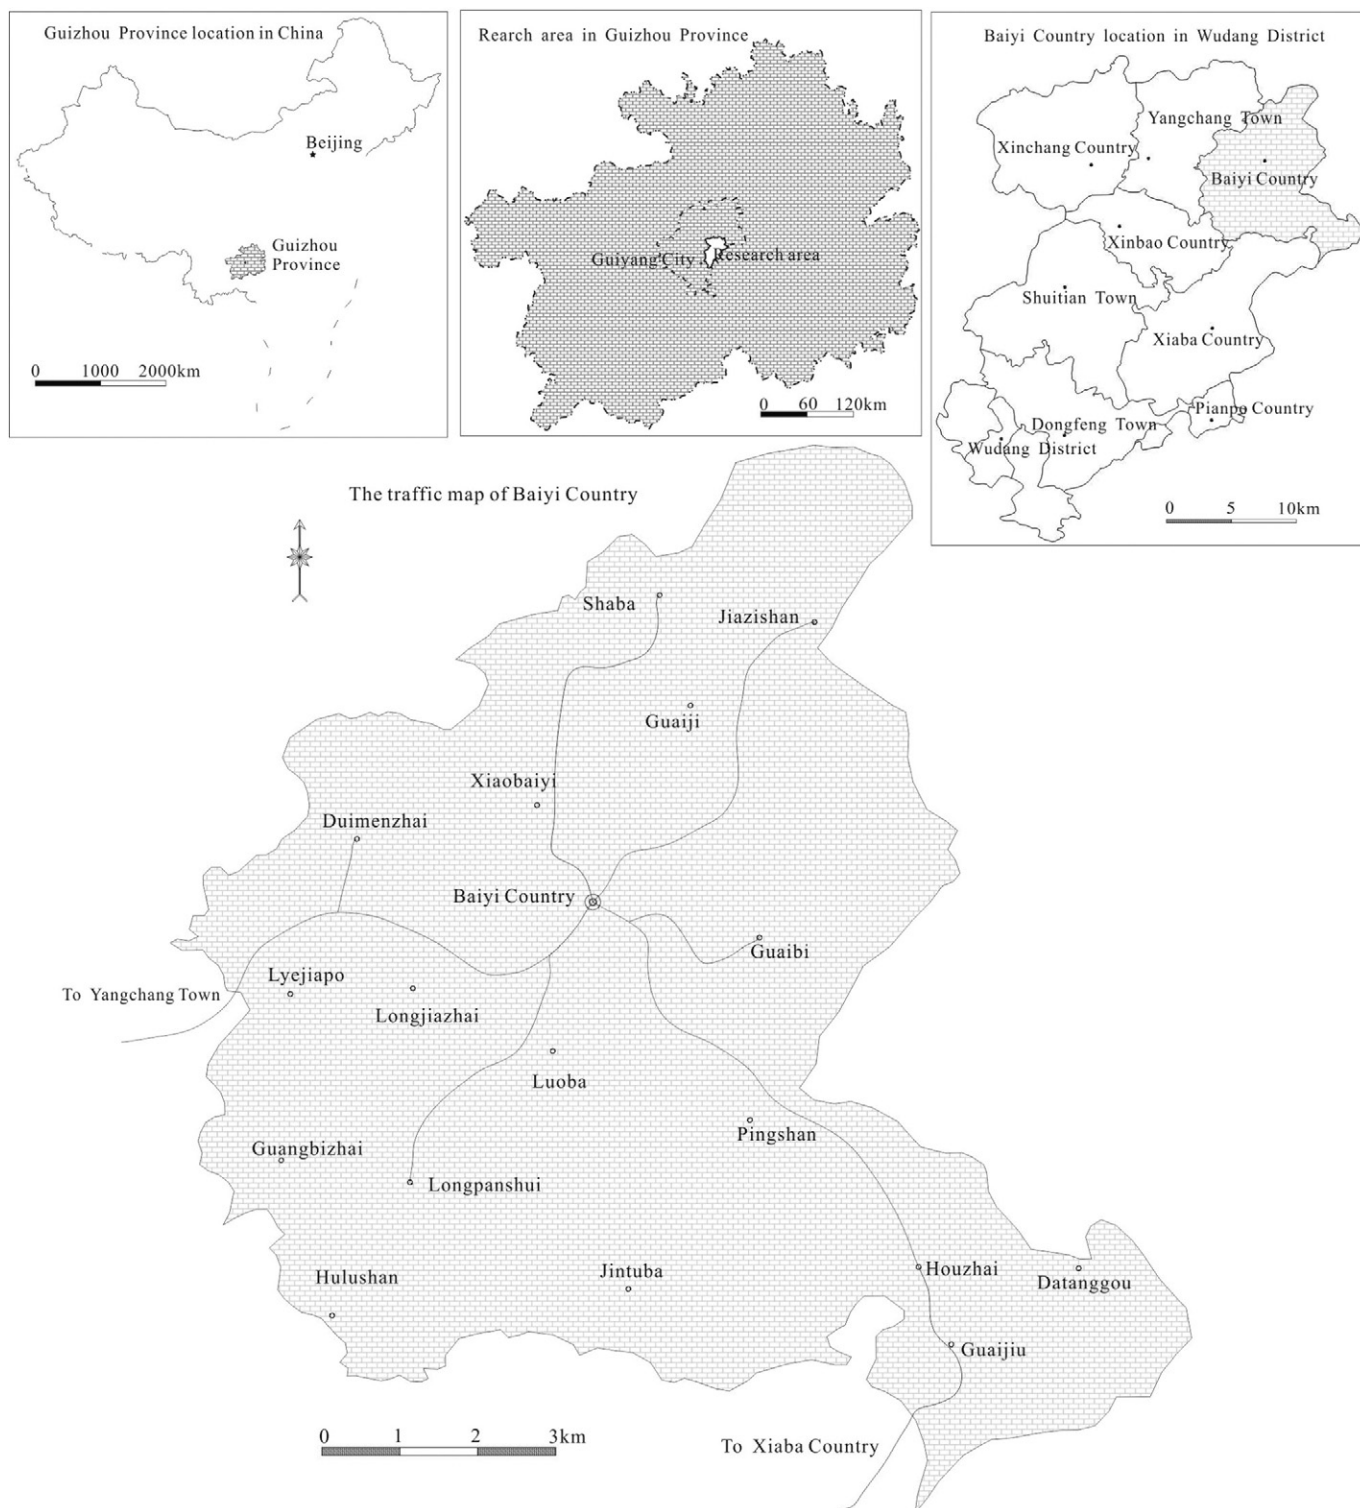 Guizhou Province location in China
Beijing
Guizhou
Province
0 1000 2000km
Rearch area in Guizhou Province
Guiyang City
Research area
0 60 120km
Baiyi Country location in Wudang District
Yangchang Town
Xinchang Country
Baiyi Country
Xinbao Country
Shuitian Town
Xiaba Country
Pianpo Country
Dongfeng Town
Wudang District
0 5 10km
The traffic map of Baiyi Country
Shaba
Jiazishan
Guaiji
Xiaobaiyi
Duimenzhai
Baiyi Country
Guaibi
Lyejiapo
To Yangchang Town
Longjiazhai
Luoba
Pingshan
Guangbizhai
Longpanshui
Houzhai
Jintuba
Hulushan
Datanggou
Guaijiu
0 1 2 3km
To Xiaba Country